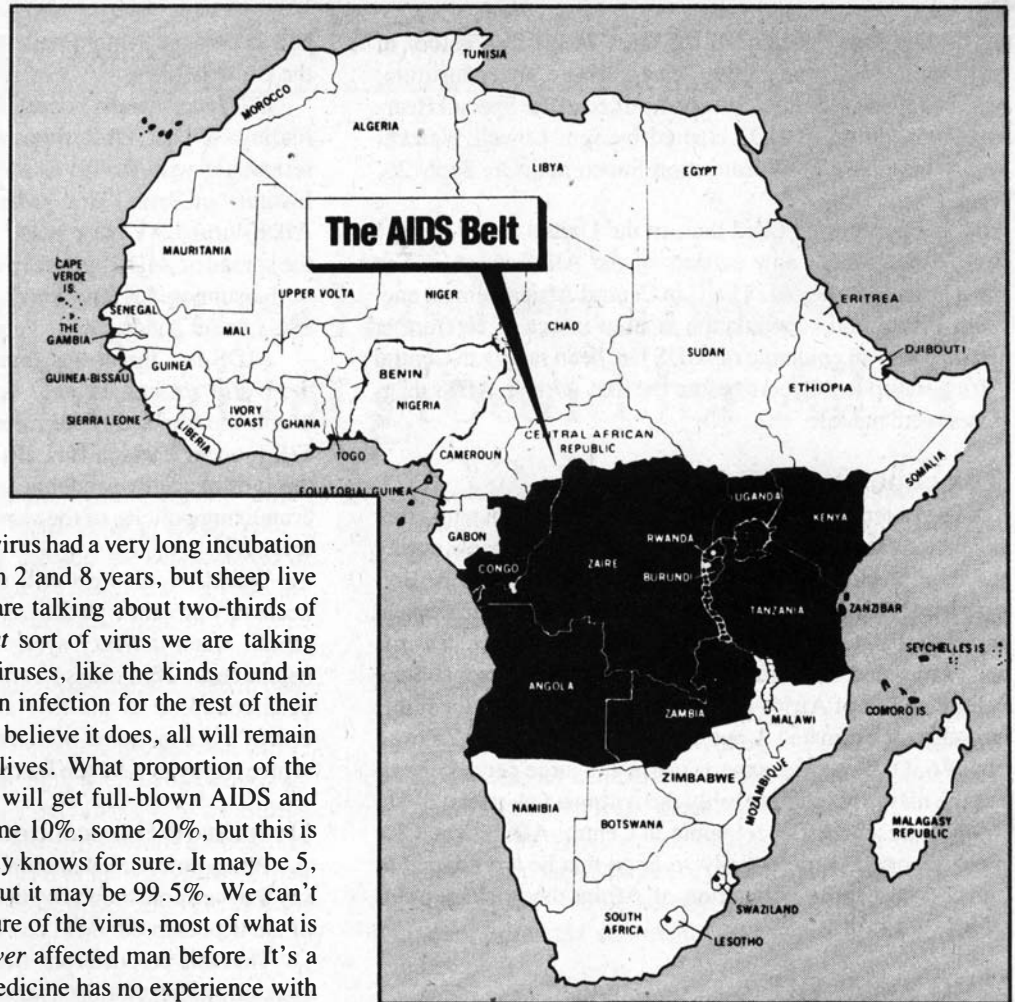 TUNISIA
MOROCCO
ALGERIA
LIBYA
EGYPT
The AIDS Belt
MAURITANIA
CAPE
VERDE
IS.
UPPER VOLTA
NIGER
ERITREA
SENEGAL
THE
GAMBIA
MALI
CHAD
SUDAN
DJIBOUTI
GUINEA
BENIN
GUINEA-BISSAU
NIGERIA
ETHIOPIA
IVORY
COAST
GHANA
SIERRA LEONE
LIBERIA
TOGO
CAMEROUN
CENTRAL AFRICAN
REPUBLIC
SOMALIA
EQUATORIAL GUINEA
UGANDA
KENYA
GABON
RWANDA
CONGO
ZAIRE
BURUNDI
TANZANIA
ZANZIBAR
SEYCHELLES IS.
ANGOLA
COMORO IS.
ZAMBIA
MALAWI
ZIMBABWE
MOZAMBIQUE
NAMIBIA
BOTSWANA
MALAGASY
REPUBLIC
SWAZILAND
SOUTH
AFRICA
LESOTHO
virus had a very long incubation
n 2 and 8 years, but sheep live
are talking about two-thirds of
t sort of virus we are talking
iruses, like the kinds found in
n infection for the rest of their
believe it does, all will remain
lives. What proportion of the
will get full-blown AIDS and
ne 10%, some 20%, but this is
y knows for sure. It may be 5,
ut it may be 99.5%. We can't
ure of the virus, most of what is
ver affected man before. It's a
edicine has no experience with